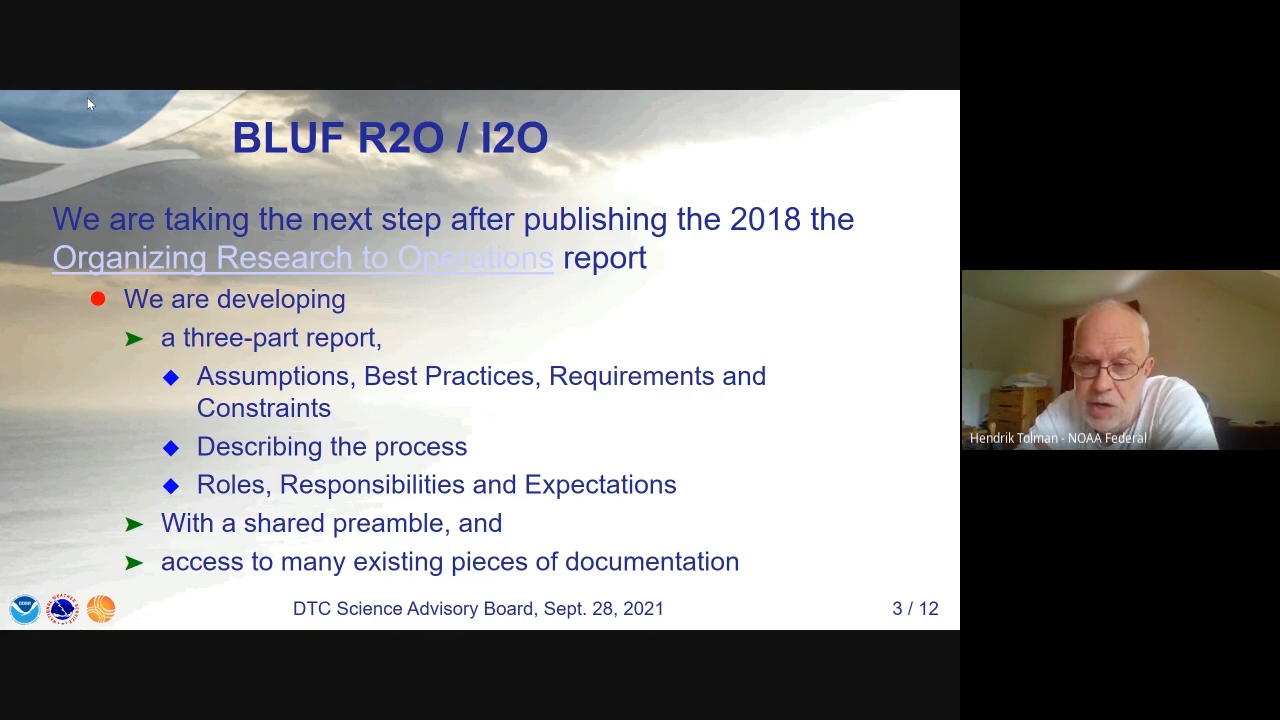 BLUF R2O / I2O
We are taking the next step after publishing the 2018 the
Organizing Research to Operations report
We are developing
a three-part report,
Assumptions, Best Practices, Requirements and
Constraints
Describing the process
Roles, Responsibilities and Expectations
With a shared preamble, and
access to many existing pieces of documentation
DTC Science Advisory Board, Sept. 28, 2021
3 / 12
Hendrik Tolman - NOAA Federal